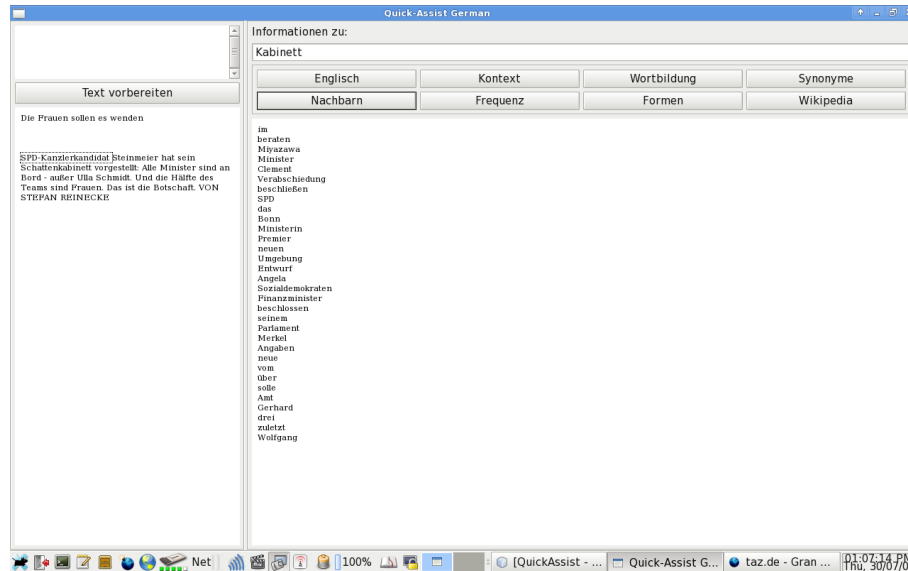 Quick-Assist German
Text vorbereiten
Die Frauen sollen es wenden
SPD-Kanzlerkandidat Steinmeier hat sein
Schattenkabinett vorgestellt: Alle Minister sind an
Bord - außer Ulla Schmidt. Und die Hälfte des
Teams sind Frauen. Das ist die Botschaft. VON
STEFAN REINECKE
Informationen zu:
Kabinett
Englisch Kontext Wortbildung Synonyme
Nachbarn Frequenz Formen Wikipedia
im
beraten
Miyazawa
Minister
Clement
Verabschiedung
beschließen
SPD
das
Bonn
Ministerin
Premier
neuen
Umgebung
Entwurf
Angela
Sozialdemokraten
Finanzminister
beschlossen
seinem
Parlament
Merkel
Angaben
neue
vom
über
solle
Amt
Gerhard
drei
zuletzt
Wolfgang
Net 100% [QuickAssist - ... Quick-Assist G... taz.de - Gran ... 01:07:14 PM
Thu, 30/07/0